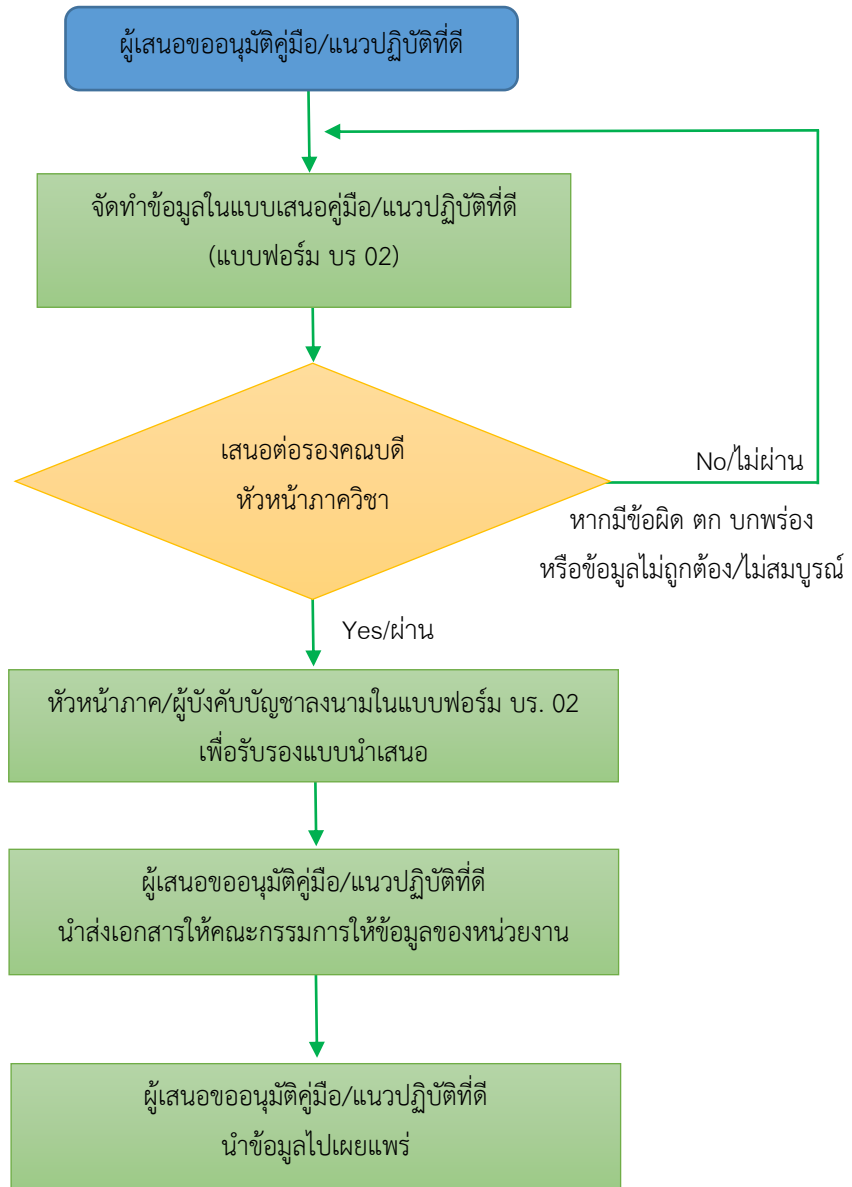 ผู้เสนอขออนุมัติคู่มือ/แนวปฏิบัติที่ดี
จัดทำข้อมูลในแบบเสนอคู่มือ/แนวปฏิบัติที่ดี
(แบบฟอร์ม บร 02)
เสนอต่อรองคณบดี
หัวหน้าภาควิชา
No/ไม่ผ่าน
หากมีข้อผิด ตก บกพร่อง
หรือข้อมูลไม่ถูกต้อง/ไม่สมบูรณ์
Yes/ผ่าน
หัวหน้าภาค/ผู้บังคับบัญชาลงนามในแบบฟอร์ม บร. 02
เพื่อรับรองแบบนำเสนอ
ผู้เสนอขออนุมัติคู่มือ/แนวปฏิบัติที่ดี
นำส่งเอกสารให้คณะกรรมการให้ข้อมูลของหน่วยงาน
ผู้เสนอขออนุมัติคู่มือ/แนวปฏิบัติที่ดี
นำข้อมูลไปเผยแพร่